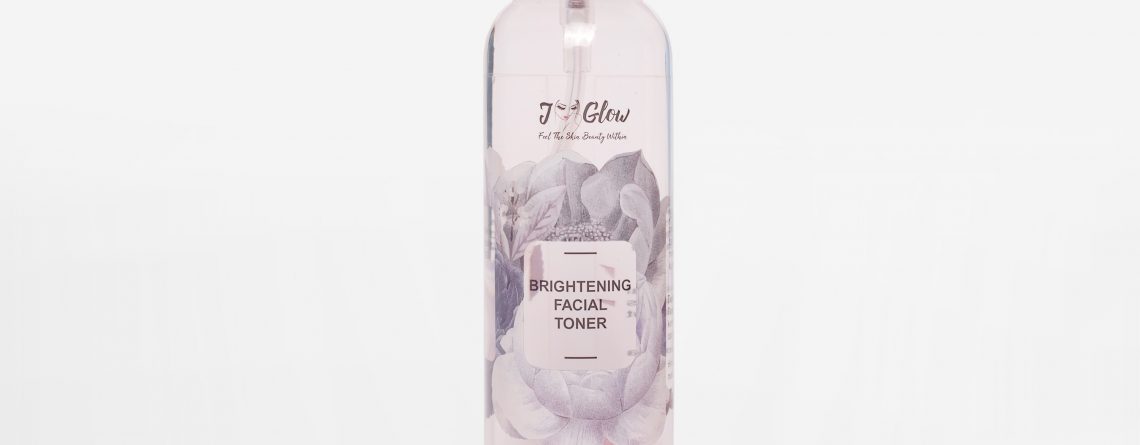 J Glow
Feel The Skin Beauty Within
BRIGHTENING
FACIAL
TONER